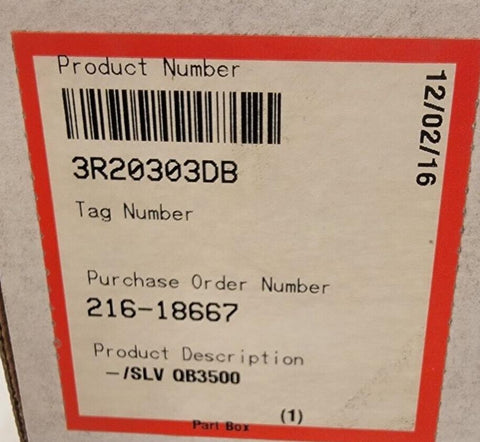 Product Number
12/02/16
3R20303DB
Tag Number
Purchase Order Number
216-18667
Product Description
-/SLV QB3500
(1)
Part Box